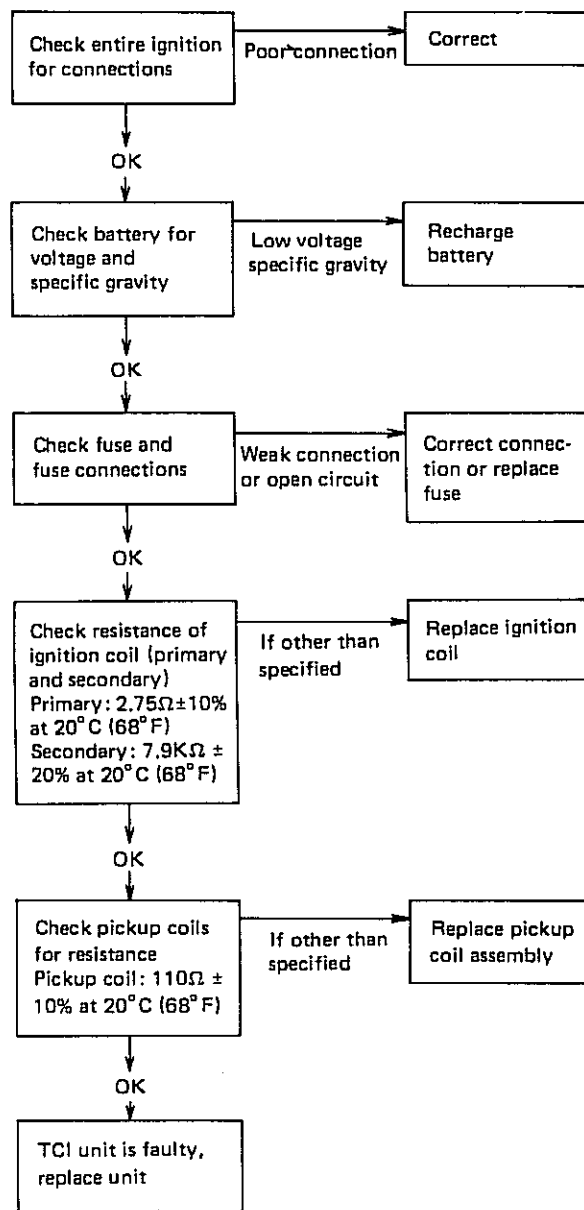 Check entire ignition
for connections
Poor connection
Correct
OK
Check battery for
voltage and
specific gravity
Low voltage
specific gravity
Recharge
battery
OK
Check fuse and
fuse connections
Weak connection
or open circuit
Correct connec-
tion or replace
fuse
OK
Check resistance of
ignition coil (primary
and secondary)
Primary: 2.75Ω±10%
at 20°C (68°F)
Secondary: 7.9KΩ ±
20% at 20°C (68°F)
If other than
specified
Replace ignition
coil
OK
Check pickup coils
for resistance
Pickup coil: 110Ω ±
10% at 20°C (68°F)
If other than
specified
Replace pickup
coil assembly
OK
TCI unit is faulty,
replace unit